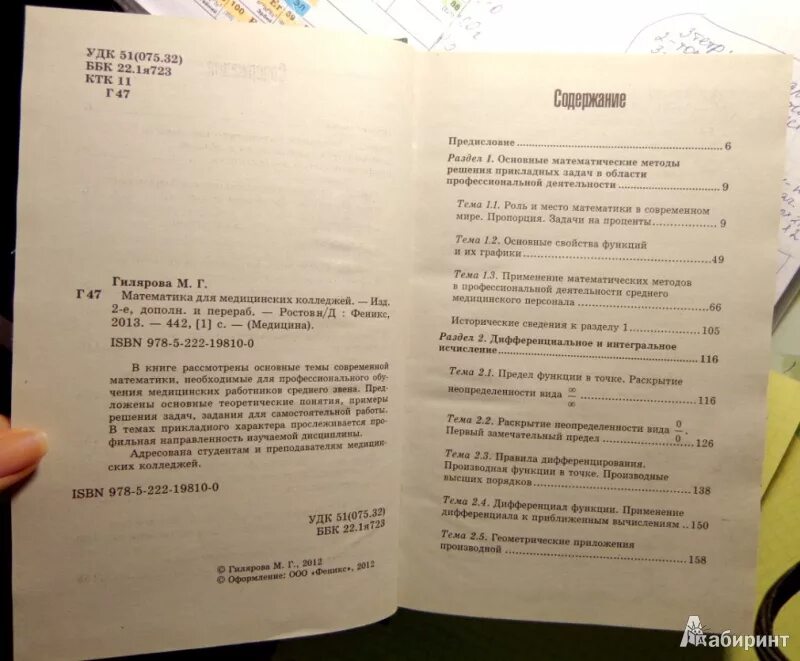 УДК 51(075.32)
ББК 22.1я723
КТК 11
Г 47
Гилярова М. Г.
Г 47 Математика для медицинских колледжей. — Изд.
2-е, дополн. и перераб. — Ростов н/Д : Феникс,
2013. — 442, [1] с. — (Медицина).
ISBN 978-5-222-19810-0
В книге рассмотрены основные темы современной
математики, необходимые для профессионального обу-
чения медицинских работников среднего звена. Пред-
ложены основные теоретические понятия, примеры
решения задач, задания для самостоятельной работы.
В темах прикладного характера прослеживается про-
фильная направленность изучаемой дисциплины.
Адресована студентам и преподавателям медицин-
ских колледжей.
ISBN 978-5-222-19810-0
УДК 51(075.32)
ББК 22.1я723
© Гилярова М. Г., 2012
© Оформление: ООО «Феникс», 2012
Содержание
Предисловие 6
Раздел 1. Основные математические методы
решения прикладных задач в области
профессиональной деятельности 9
Тема 1.1. Роль и место математики в современном
мире. Пропорция. Задачи на проценты 9
Тема 1.2. Основные свойства функций
и их графики 49
Тема 1.3. Применение математических методов
в профессиональной деятельности среднего
медицинского персонала 66
Исторические сведения к разделу 1 105
Раздел 2. Дифференциальное и интегральное
исчисление 116
Тема 2.1. Предел функции в точке. Раскрытие
неопределенности вида ∞/∞ 116
Тема 2.2. Раскрытие неопределенности вида 0/0.
Первый замечательный предел 126
Тема 2.3. Правила дифференцирования.
Производная функции в точке. Производные
высших порядков 138
Тема 2.4. Дифференциал функции. Применение
дифференциала к приближенным вычислениям 150
Тема 2.5. Геометрические приложения
производной 158
Лабиринт